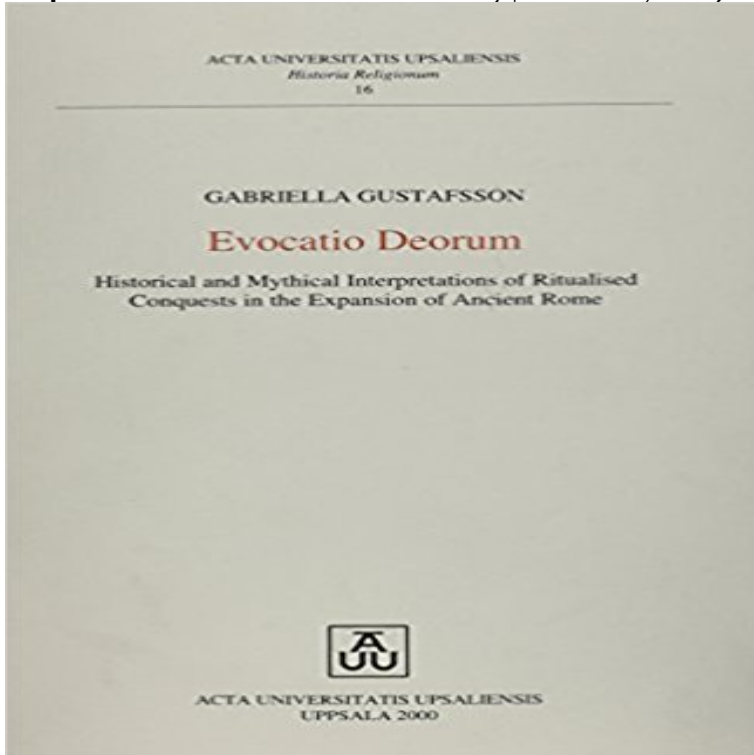 ACTA UNIVERSITATIS UPSALIENSIS
Historia Religionum
16
GABRIELLA GUSTAFSSON
Evocatio Deorum
Historical and Mythical Interpretations of Ritualised
Conquests in the Expansion of Ancient Rome
AUU
ACTA UNIVERSITATIS UPSALIENSIS
UPPSALA 2000